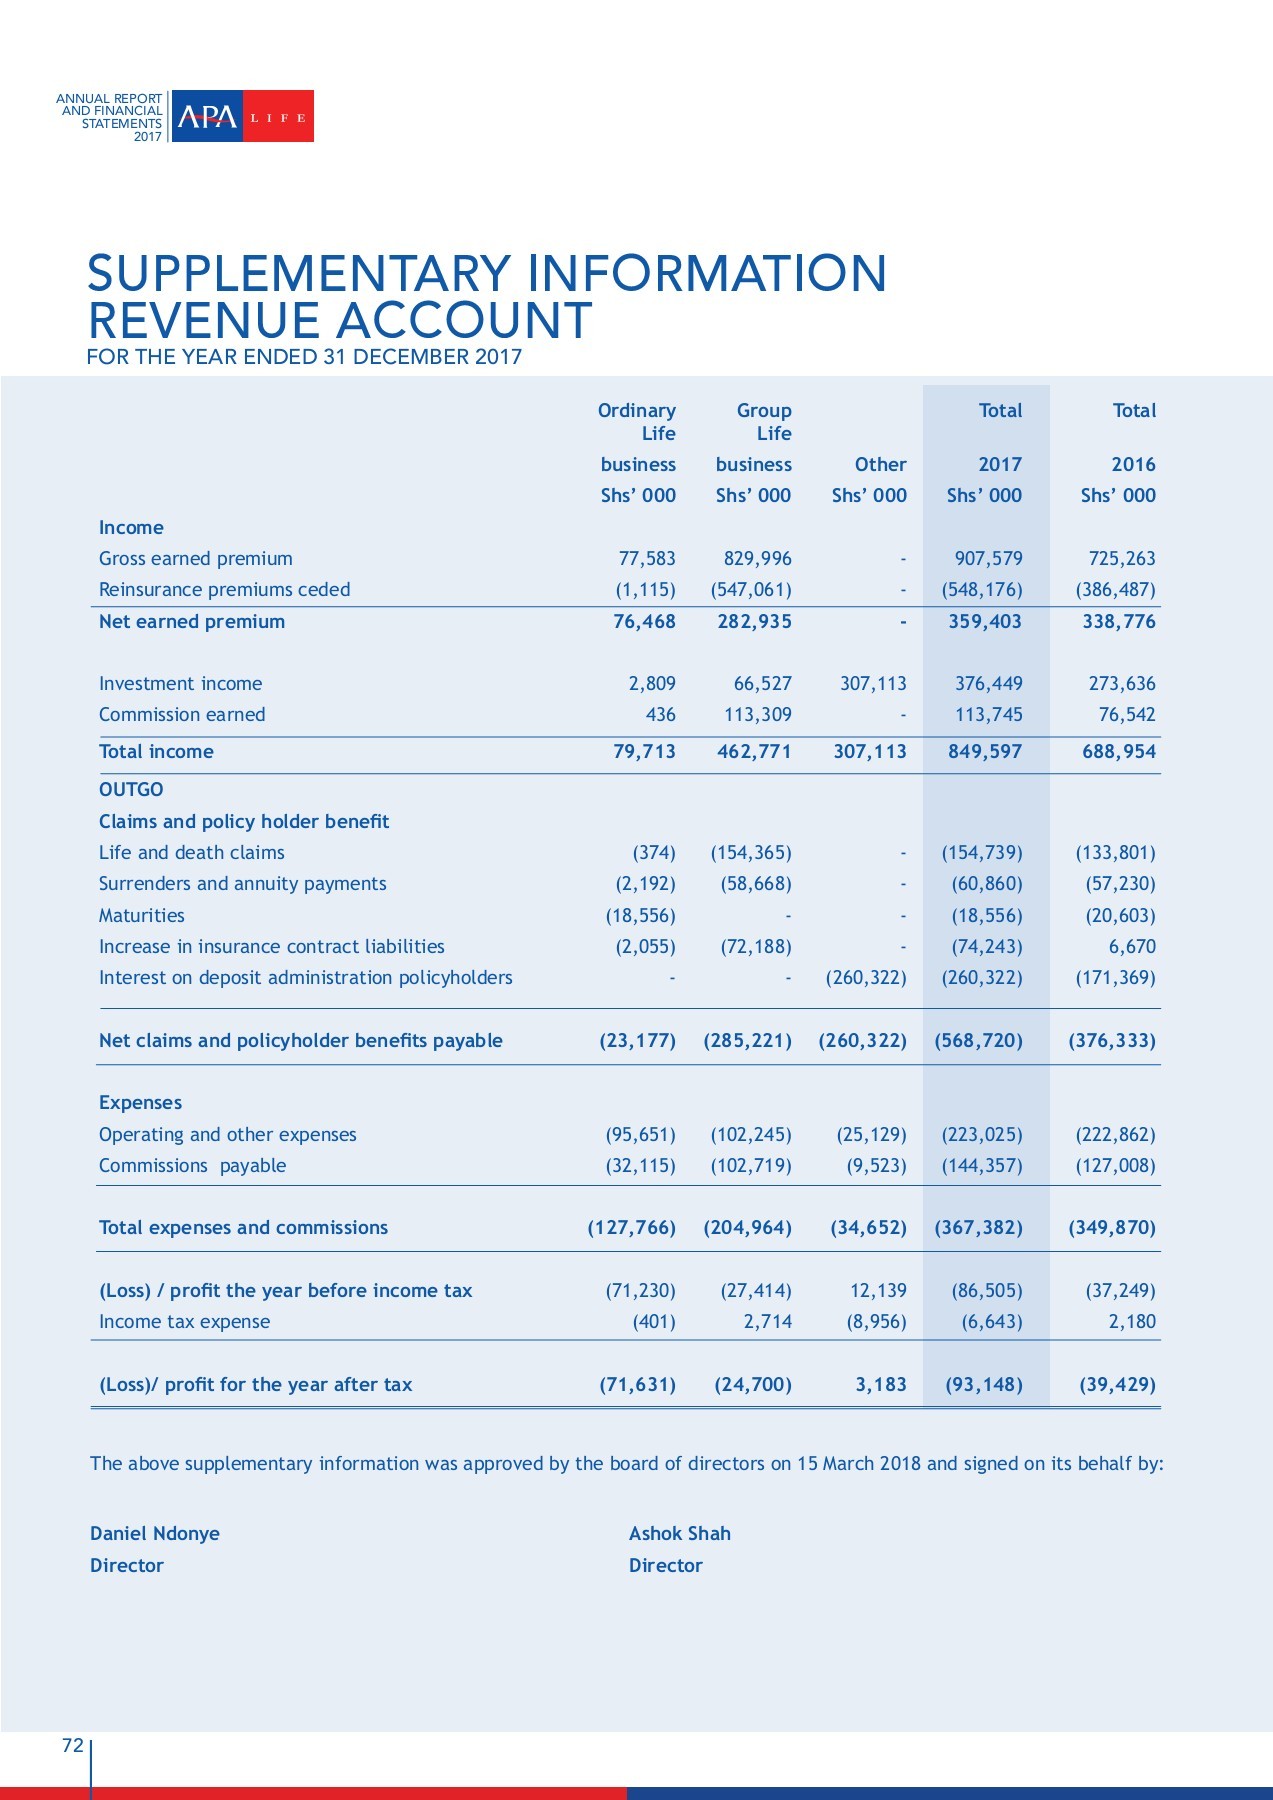 ANNUAL REPORT
AND FINANCIAL
STATEMENTS
2017
APA LIFE
SUPPLEMENTARY INFORMATION
REVENUE ACCOUNT
FOR THE YEAR ENDED 31 DECEMBER 2017
Ordinary Group Total Total
Life Life
business business Other 2017 2016
Shs’ 000 Shs’ 000 Shs’ 000 Shs’ 000 Shs’ 000
Income
Gross earned premium 77,583 829,996 - 907,579 725,263
Reinsurance premiums ceded (1,115) (547,061) - (548,176) (386,487)
Net earned premium 76,468 282,935 - 359,403 338,776
Investment income 2,809 66,527 307,113 376,449 273,636
Commission earned 436 113,309 - 113,745 76,542
Total income 79,713 462,771 307,113 849,597 688,954
OUTGO
Claims and policy holder benefit
Life and death claims (374) (154,365) - (154,739) (133,801)
Surrenders and annuity payments (2,192) (58,668) - (60,860) (57,230)
Maturities (18,556) - - (18,556) (20,603)
Increase in insurance contract liabilities (2,055) (72,188) - (74,243) 6,670
Interest on deposit administration policyholders - - (260,322) (260,322) (171,369)
Net claims and policyholder benefits payable (23,177) (285,221) (260,322) (568,720) (376,333)
Expenses
Operating and other expenses (95,651) (102,245) (25,129) (223,025) (222,862)
Commissions payable (32,115) (102,719) (9,523) (144,357) (127,008)
Total expenses and commissions (127,766) (204,964) (34,652) (367,382) (349,870)
(Loss) / profit the year before income tax (71,230) (27,414) 12,139 (86,505) (37,249)
Income tax expense (401) 2,714 (8,956) (6,643) 2,180
(Loss)/ profit for the year after tax (71,631) (24,700) 3,183 (93,148) (39,429)
The above supplementary information was approved by the board of directors on 15 March 2018 and signed on its behalf by:
Daniel Ndonye Ashok Shah
Director Director
72